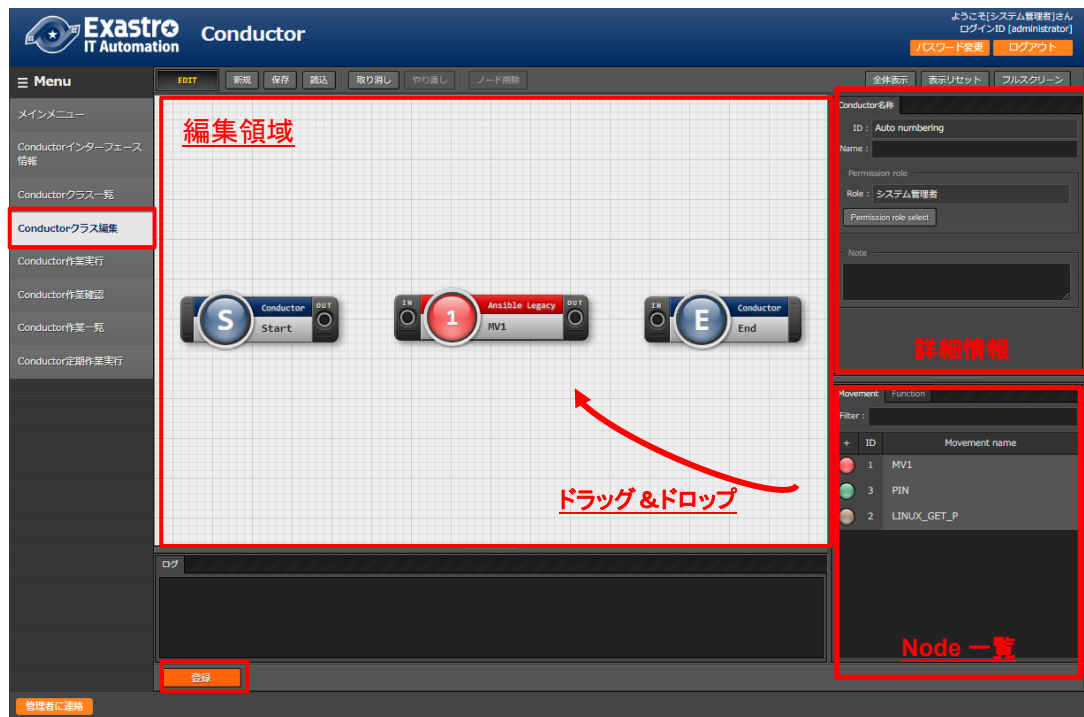 Exastro
IT Automation
Conductor
ようこそ[システム管理者]さん
ログインID [administrator]
パスワード変更
ログアウト
Menu
メインメニュー
Conductorインターフェース
情報
Conductorクラス一覧
Conductorクラス編集
Conductor作業実行
Conductor作業確認
Conductor作業一覧
Conductor定期作業実行
EDIT
新規
保存
読込
取り消し
やり直し
ノード削除
全体表示
表示リセット
フルスクリーン
編集領域
S
Conductor
Start
OUT
IN
1
Ansible Legacy
MV1
OUT
IN
E
Conductor
End
ドラッグ&ドロップ
Conductor名称
ID : Auto numbering
Name :
Permission role
Role : システム管理者
Permission role select
Note
詳細情報
Movement
Function
Filter :
+ ID Movement name
1 MV1
3 PIN
2 LINUX_GET_P
Node 一覧
ログ
登録
管理者に連絡